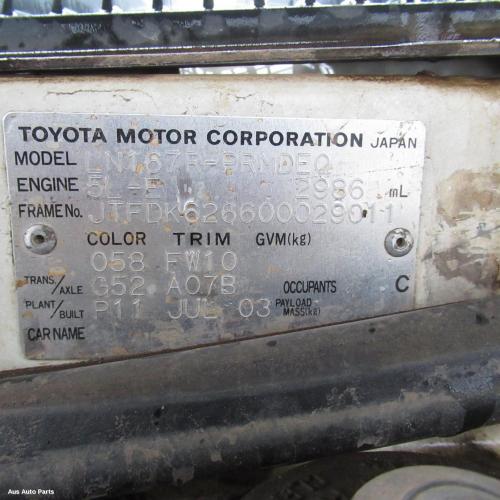 TOYOTA MOTOR CORPORATION JAPAN
MODEL LN167R-PRMDEQ
ENGINE 5L-E 2986 mL
FRAME No. JTFDK626600029011
COLOR TRIM GVM(kg)
058 FW10
TRANS/AXLE G52 A07B OCCUPANTS C
PLANT/BUILT P11 JUL 03 PAYLOAD-MASS(kg)
CAR NAME
Aus Auto Parts